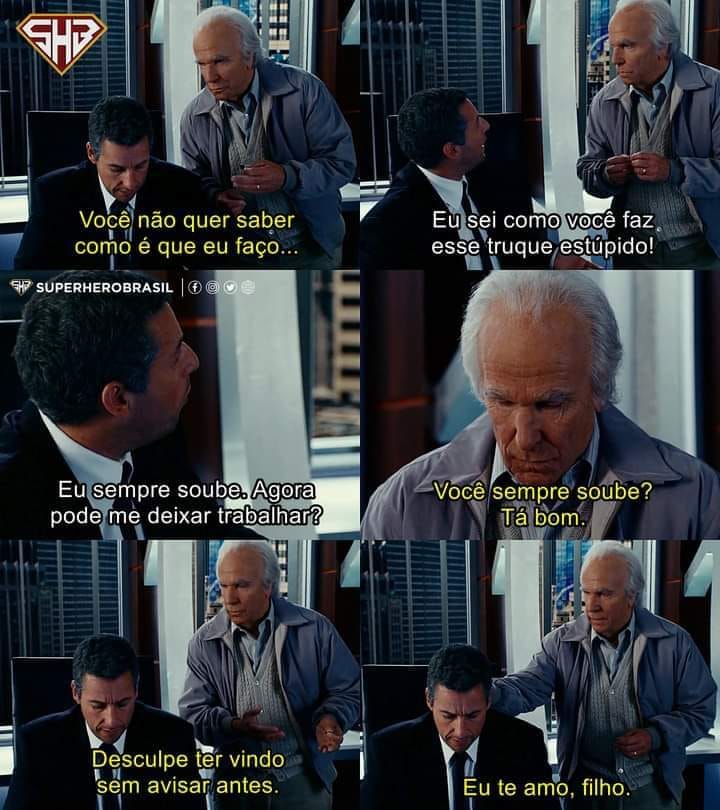 SHB
Você não quer saber
como é que eu faço...
Eu sei como você faz
esse truque estúpido!
SHB SUPERHEROBRASIL
Eu sempre soube. Agora
pode me deixar trabalhar?
Você sempre soube?
Tá bom.
Desculpe ter vindo
sem avisar antes.
Eu te amo, filho.